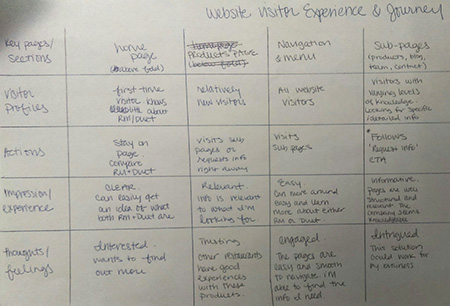 Website Visitor Experience & Journey
Key pages/
sections
home
page
(above fold)
homepage
Products PAGE
(below fold)
Navigation
& menu
Sub-pages
(products, blog,
team, contact)
Visitor
Profiles
first-time
visitor knows
little about
RM/Duct
Relatively
new visitors
All website
visitors
Visitors with
varying levels
of knowledge.
Looking for specific
/detailed info
Actions
Stay on
page
compare
RM + Duct
visits sub
pages or
requests info
right away
visits
sub pages
Follows
"Request Info"
CTA
Impression/
experience
clear
can easily get
an idea of what
both RM + Duct are
Relevant
info is relevant
to what I'm
looking for.
Easy
can move around
easy and learn
more about either
RM or Duct
informative.
Pages are well
structured and
relevant. The
company seems
Thoughts/
feelings
Interested.
wants to find
out more
Trusting
other restaurants
have good
experiences
with these
products.
engaged.
The pages are
easy and smooth
to navigate. I'm
able to find the
info I need
Intrigued
This solution
could work for
my business